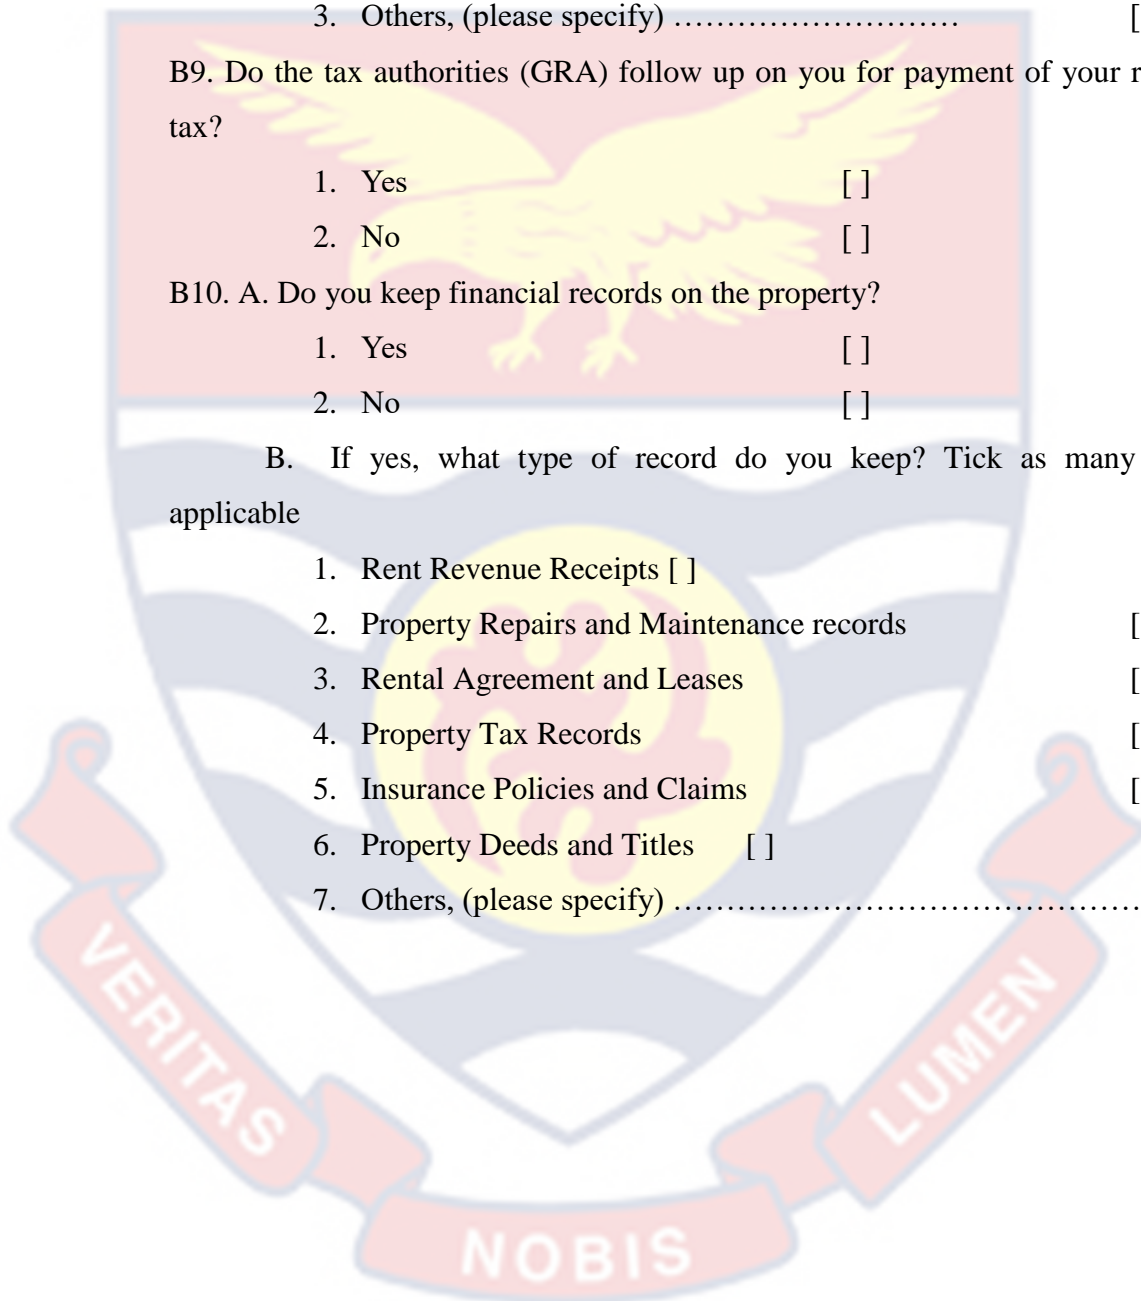 3. Others, (please specify) ……………………… [
B9. Do the tax authorities (GRA) follow up on you for payment of your r
tax?
1. Yes [ ]
2. No [ ]
B10. A. Do you keep financial records on the property?
1. Yes [ ]
2. No [ ]
B. If yes, what type of record do you keep? Tick as many
applicable
1. Rent Revenue Receipts [ ]
2. Property Repairs and Maintenance records [
3. Rental Agreement and Leases [
4. Property Tax Records [
5. Insurance Policies and Claims [
6. Property Deeds and Titles [ ]
7. Others, (please specify) ………………………………………
VERITAS
NOBIS
LUMEN